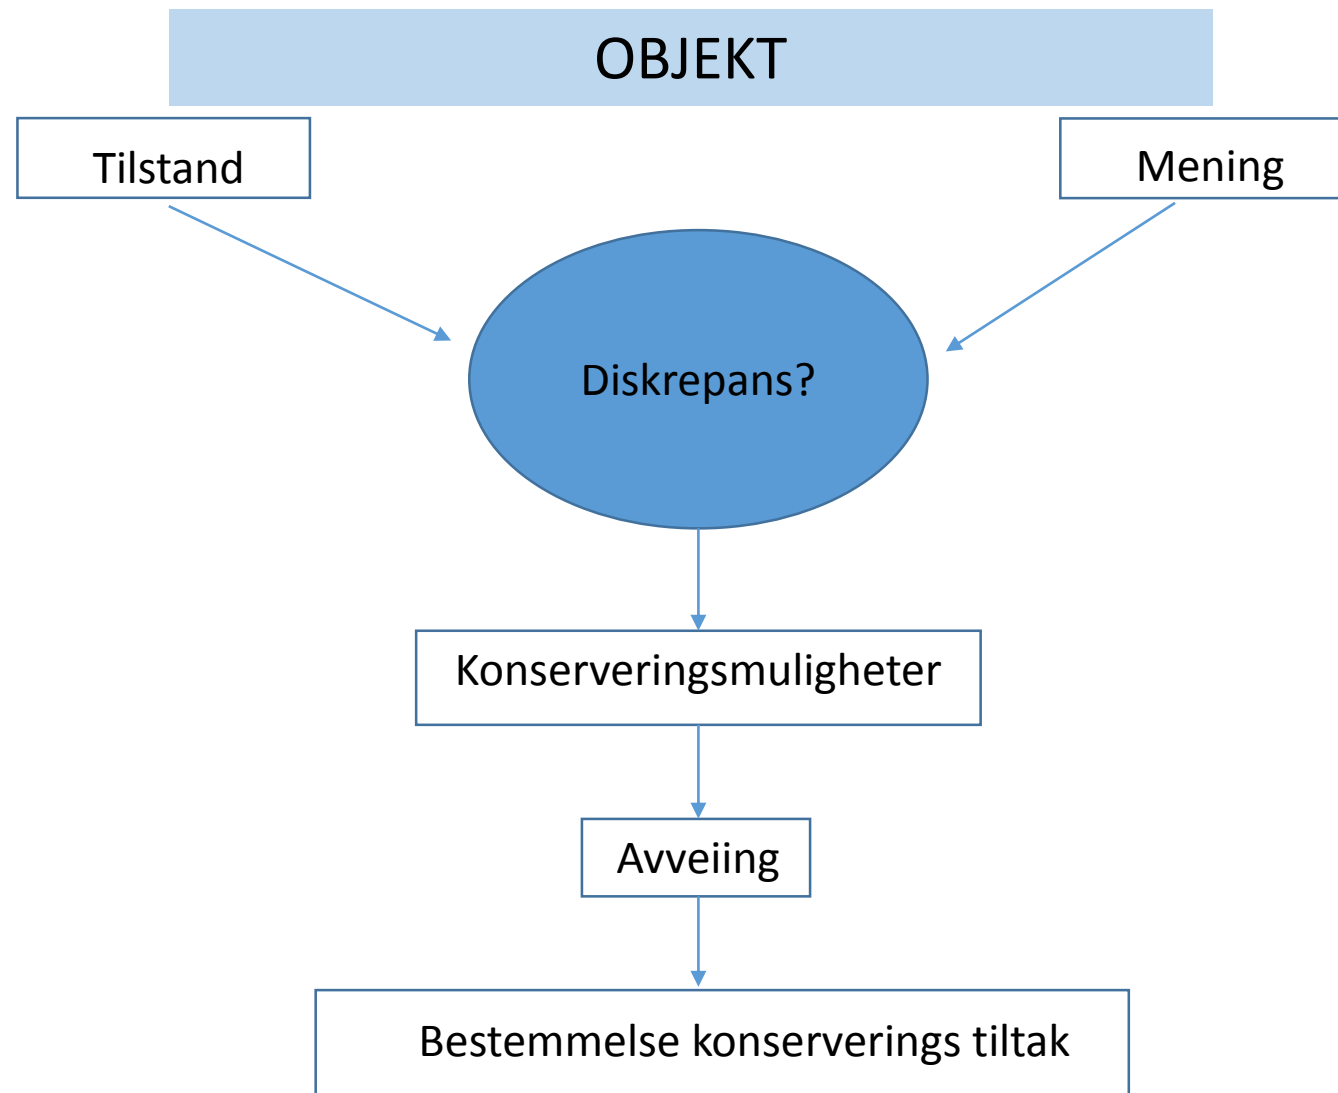 OBJEKT
Tilstand
Mening
Diskrepans?
Konserveringsmuligheter
Avveiing
Bestemmelse konserverings tiltak